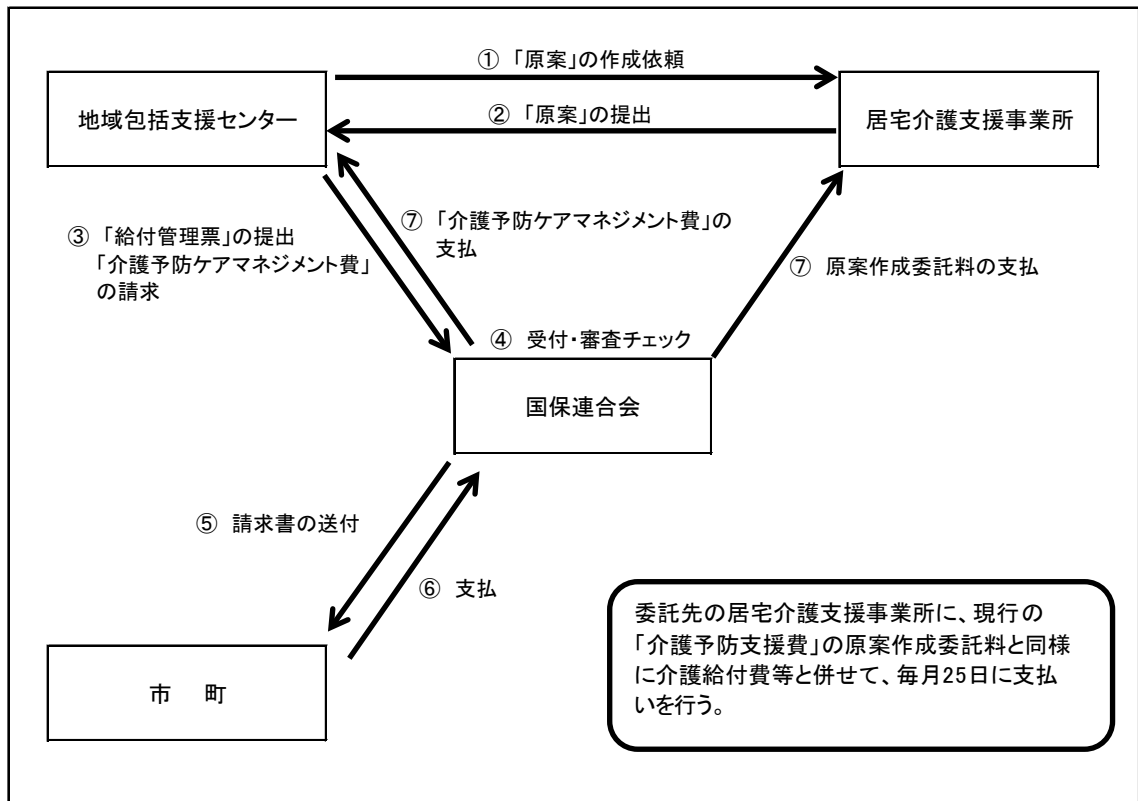 ① 「原案」の作成依頼
地域包括支援センター
居宅介護支援事業所
② 「原案」の提出
⑦ 「介護予防ケアマネジメント費」の
支払
③ 「給付管理票」の提出
「介護予防ケアマネジメント費」
の請求
⑦ 原案作成委託料の支払
④ 受付・審査チェック
国保連合会
⑤ 請求書の送付
⑥ 支払
市 町
委託先の居宅介護支援事業所に、現行の
「介護予防支援費」の原案作成委託料と同様
に介護給付費等と併せて、毎月25日に支払
いを行う。